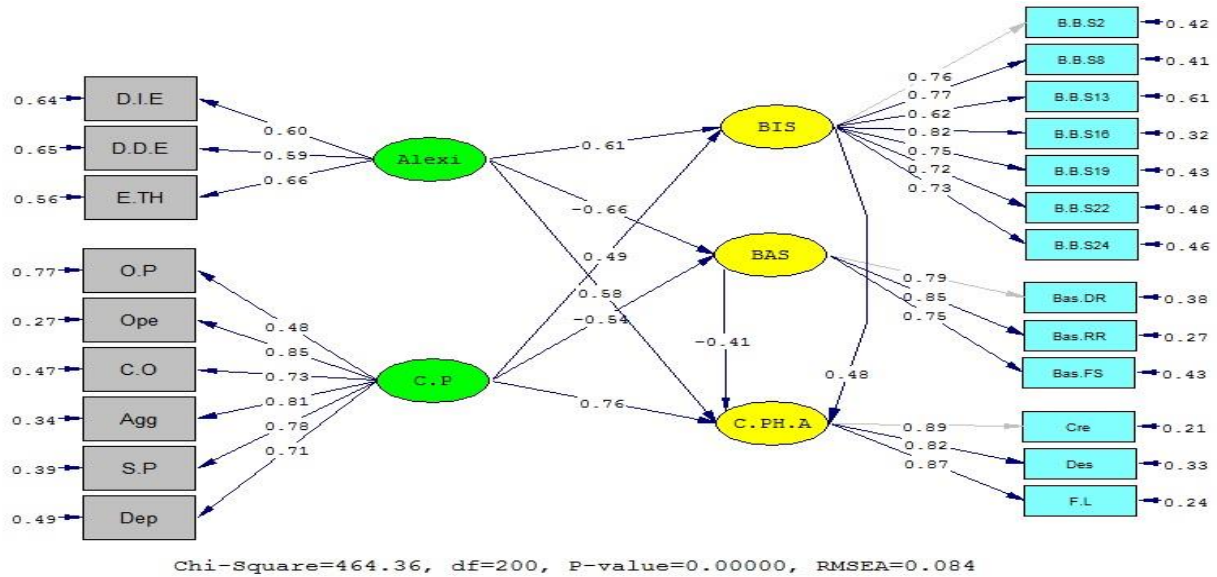 0.64 D.I.E
0.65 D.D.E
0.56 E.TH
0.77 O.P
0.27 Ope
0.47 C.O
0.34 Agg
0.39 S.P
0.49 Dep
0.60
0.59
0.66
0.48
0.85
0.73
0.81
0.78
0.71
Alexi
C.P
0.61
-0.66
0.49
0.58
-0.54
0.76
BIS
BAS
C.PH.A
-0.41
0.48
0.76
0.77
0.62
0.82
0.75
0.72
0.73
0.79
0.85
0.75
0.89
0.82
0.87
B.B.S2 0.42
B.B.S8 0.41
B.B.S13 0.61
B.B.S16 0.32
B.B.S19 0.43
B.B.S22 0.48
B.B.S24 0.46
Bas.DR 0.38
Bas.RR 0.27
Bas.FS 0.43
Cre 0.21
Des 0.33
F.L 0.24
Chi-Square=464.36, df=200, P-value=0.00000, RMSEA=0.084